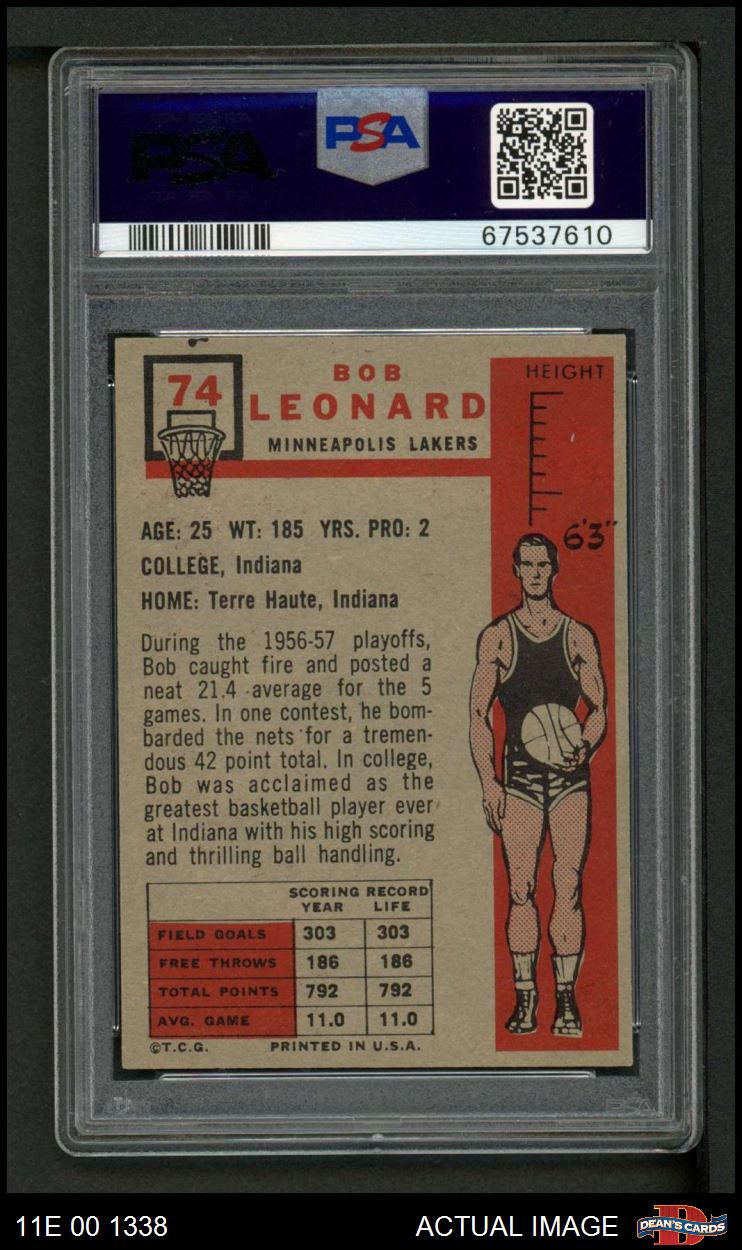 PSA
PSA
67537610
74
BOB
LEONARD
MINNEAPOLIS LAKERS
HEIGHT
6'3"
AGE: 25 WT: 185 YRS. PRO: 2
COLLEGE, Indiana
HOME: Terre Haute, Indiana
During the 1956-57 playoffs,
Bob caught fire and posted a
neat 21.4 average for the 5
games. In one contest, he bom-
barded the nets for a tremen-
dous 42 point total. In college,
Bob was acclaimed as the
greatest basketball player ever
at Indiana with his high scoring
and thrilling ball handling.
SCORING RECORD
YEAR LIFE
FIELD GOALS 303 303
FREE THROWS 186 186
TOTAL POINTS 792 792
AVG. GAME 11.0 11.0
©T.C.G. PRINTED IN U.S.A.
PSA
11E 00 1338
ACTUAL IMAGE
DEAN'S CARDS